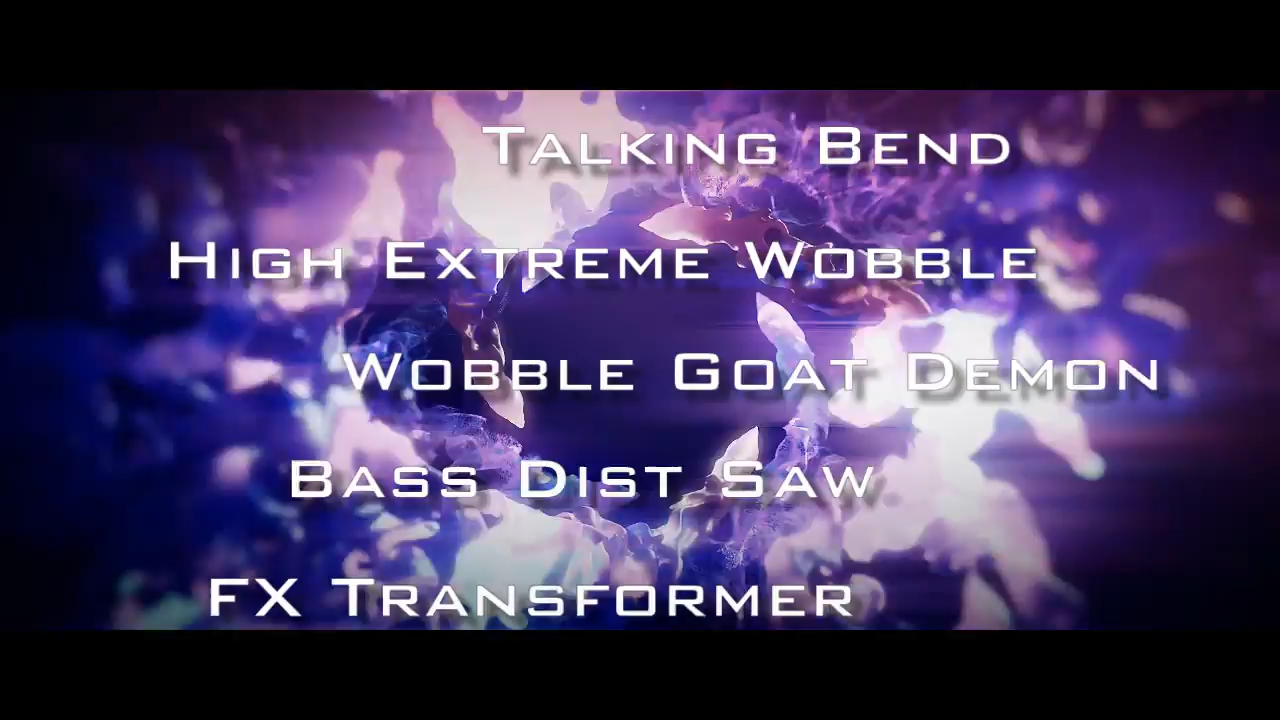 Talking Bend
High Extreme Wobble
Wobble Goat Demon
Bass Dist Saw
FX Transformer